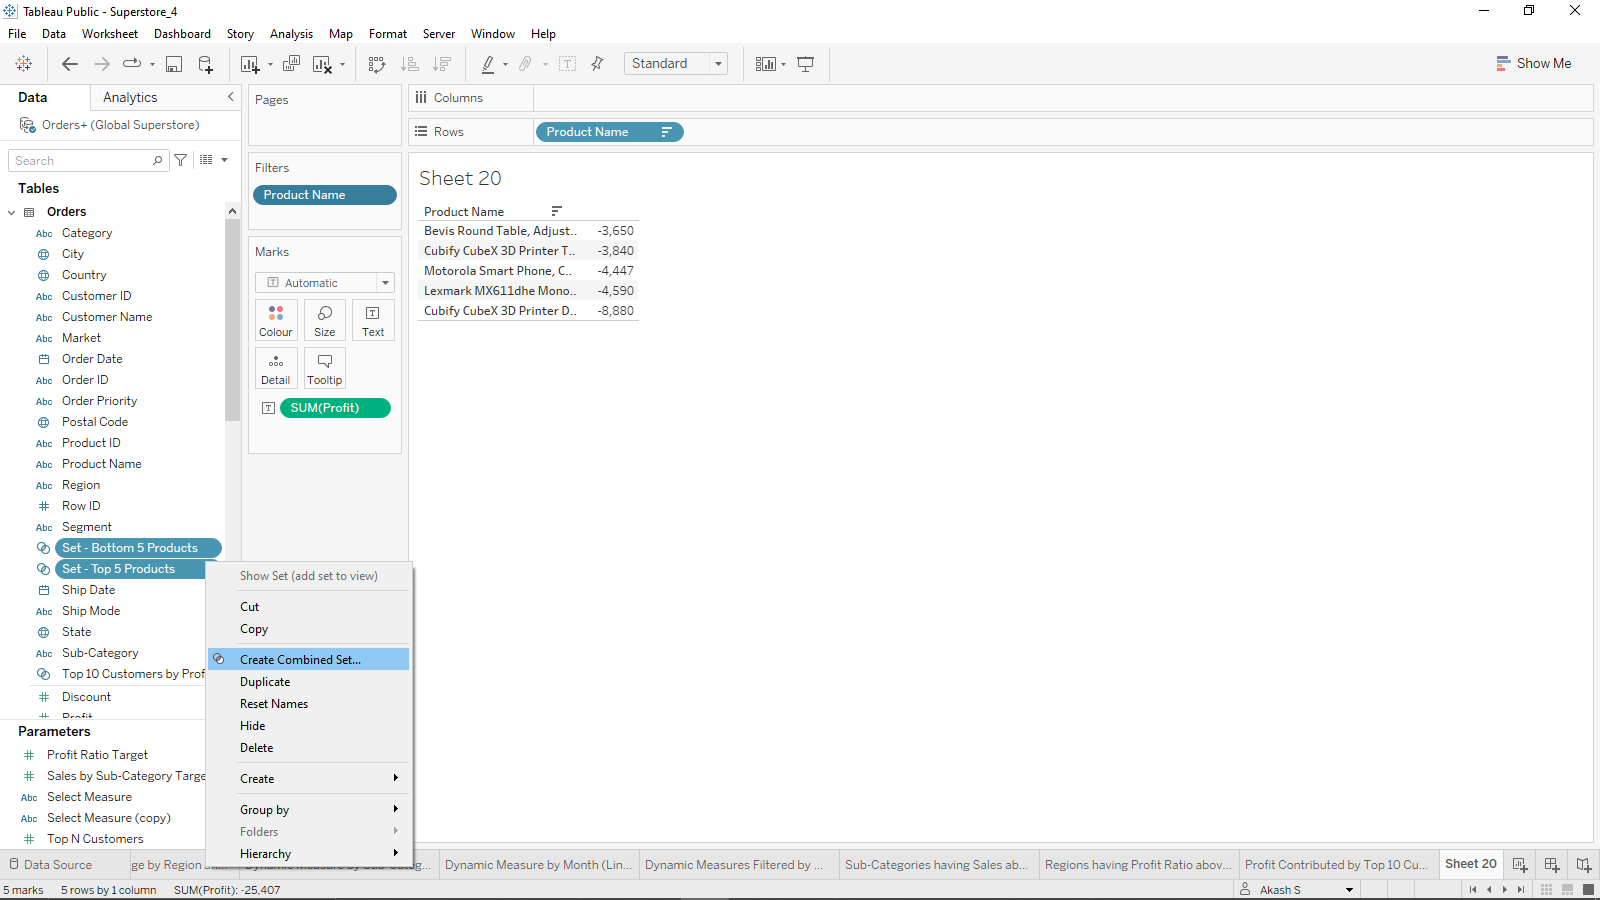 Tableau Public - Superstore_4
File Data Worksheet Dashboard Story Analysis Map Format Server Window Help
Standard
Show Me
Data Analytics
Orders+ (Global Superstore)
Search
Tables
Orders
Abc Category
City
Country
Abc Customer ID
Abc Customer Name
Abc Market
Order Date
Abc Order ID
Abc Order Priority
Postal Code
Abc Product ID
Abc Product Name
Abc Region
# Row ID
Abc Segment
Set - Bottom 5 Products
Set - Top 5 Products
Ship Date
Abc Ship Mode
State
Abc Sub-Category
Top 10 Customers by Prof
# Discount
# Profit
Parameters
# Profit Ratio Target
# Sales by Sub-Category Targe
Abc Select Measure
Abc Select Measure (copy)
# Top N Customers
Pages
Filters
Product Name
Marks
Automatic
Colour Size Text
Detail Tooltip
SUM(Profit)
Columns
Rows Product Name
Sheet 20
Product Name
Bevis Round Table, Adjust.. -3,650
Cubify CubeX 3D Printer T.. -3,840
Motorola Smart Phone, C.. -4,447
Lexmark MX611dhe Mono.. -4,590
Cubify CubeX 3D Printer D.. -8,880
Show Set (add set to view)
Cut
Copy
Create Combined Set...
Duplicate
Reset Names
Hide
Delete
Create
Group by
Folders
Hierarchy
Data Source ge by Region Dynamic Measure by Month (Lin... Dynamic Measures Filtered by ... Sub-Categories having Sales ab... Regions having Profit Ratio abov... Profit Contributed by Top 10 Cu... Sheet 20
5 marks 5 rows by 1 column SUM(Profit): -25,407 Akash S